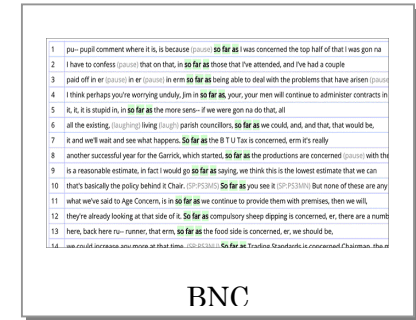 1 pu-- pupil comment where it is, is because (pause) so far as I was concerned the top half of that I was gon na
2 I have to confess (pause) that on that, in so far as those that I've attended, and I've had a couple
3 paid off in er (pause) in er (pause) in erm so far as being able to deal with the problems that have arisen (pause
4 I think perhaps you're worrying unduly, Jim in so far as, your, your men will continue to administer contracts in
5 it, it, it is stupid in, in so far as the more sens-- if we were gon na do that, all
6 all the existing, (laughing) living (laugh) parish councillors, so far as we could, and, and that, that would be,
7 it and we'll wait and see what happens. So far as the B T U Tax is concerned, erm it's really
8 another successful year for the Garrick, which started, so far as the productions are concerned (pause) with the
9 is a reasonable estimate, in fact I would go so far as saying, we think this is the lowest estimate that we can
10 that's basically the policy behind it Chair. (SP:PS3M5) So far as you see it (SP:PS3MN) But none of these are any
11 what we've said to Age Concern, is in so far as we continue to provide them with premises, then we will,
12 they're already looking at that side of it. So far as compulsory sheep dipping is concerned, er, there are a numb
13 here, back here ru-- runner, that erm, so far as the food side is concerned, er, we should be,
14 we could increase any more at that time. So far as Trading Standards is concerned Chairman, the m
BNC